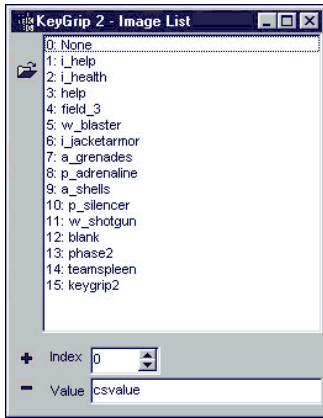 KeyGrip 2 - Image List
0: None
1: i_help
2: i_health
3: help
4: field_3
5: w_blaster
6: i_jacketarmor
7: a_grenades
8: p_adrenaline
9: a_shells
10: p_silencer
11: w_shotgun
12: blank
13: phase2
14: teamspleen
15: keygrip2
Index 0
Value csvalue